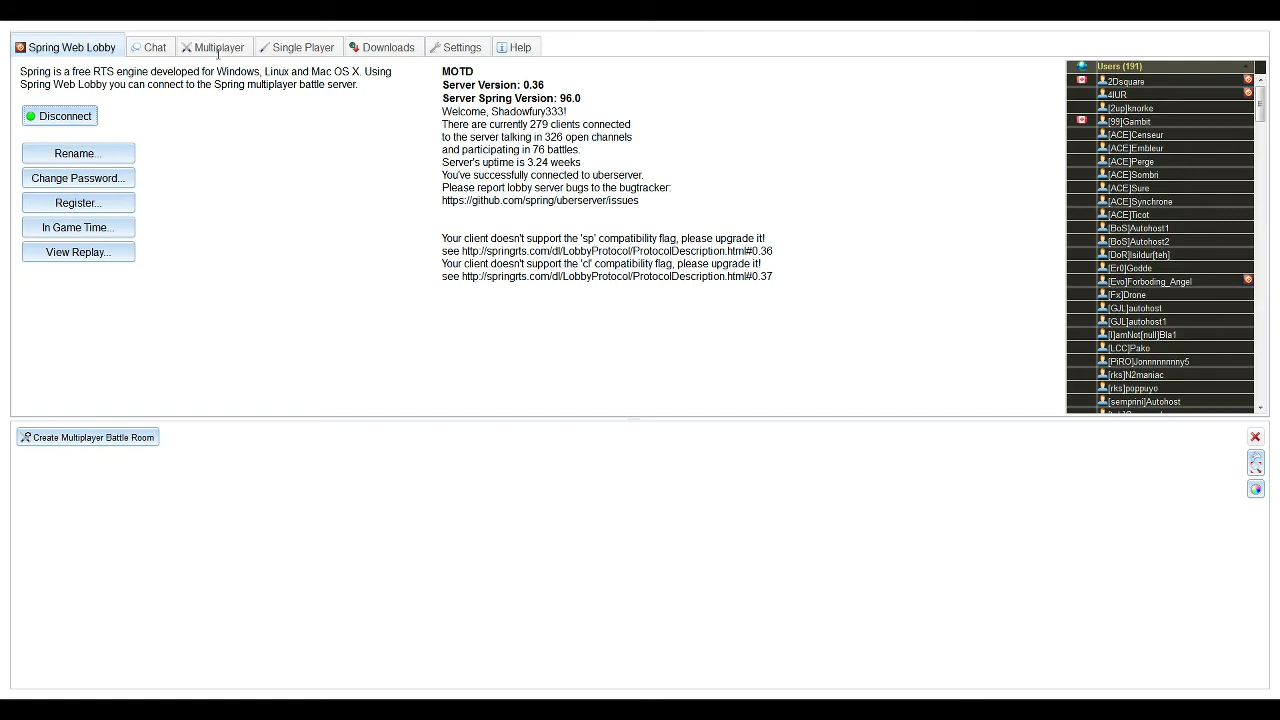 Spring Web Lobby
Chat
Multiplayer
Single Player
Downloads
Settings
Help
Spring is a free RTS engine developed for Windows, Linux and Mac OS X. Using
Spring Web Lobby you can connect to the Spring multiplayer battle server.
Disconnect
Rename...
Change Password...
Register...
In Game Time...
View Replay...
MOTD
Server Version: 0.36
Server Spring Version: 96.0
Welcome, Shadowfury333!
There are currently 279 clients connected
to the server talking in 326 open channels
and participating in 76 battles.
Server's uptime is 3.24 weeks
You've successfully connected to uberserver.
Please report lobby server bugs to the bugtracker:
https://github.com/spring/uberserver/issues
Your client doesn't support the 'sp' compatibility flag, please upgrade it!
see http://springrts.com/dl/LobbyProtocol/ProtocolDescription.html#0.36
Your client doesn't support the 'cl' compatibility flag, please upgrade it!
see http://springrts.com/dl/LobbyProtocol/ProtocolDescription.html#0.37
Users (191)
2Dsquare
4IUR
[2up]knorke
[99]Gambit
[ACE]Censeur
[ACE]Embleur
[ACE]Perge
[ACE]Sombri
[ACE]Sure
[ACE]Synchrone
[ACE]Ticot
[BoS]Autohost1
[BoS]Autohost2
[DoR]Isildur[teh]
[Er0]Godde
[Evo]Forboding_Angel
[Fx]Drone
[GJL]autohost
[GJL]autohost1
[I]amNot[null]Bla1
[LCC]Pako
[PiRO]Jonnnnnnny5
[rks]N2maniac
[rks]poppuyo
[semprini]Autohost
Create Multiplayer Battle Room